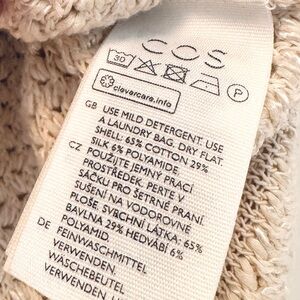 COS
30
P
clevercare.info
GB USE MILD DETERGENT. USE
A LAUNDRY BAG. DRY FLAT.
SHELL: 65% COTTON 29%
SILK 6% POLYAMIDE.
CZ POUŽIJTE JEMNÝ PRACÍ
PROSTŘEDEK. PERTE V
SÁČKU PRO ŠETRNÉ PRANÍ.
SUŠENÍ NA VODOROVNÉ
PLOŠE. SVRCHNÍ LÁTKA: 65%
BAVLNA 29% HEDVÁBÍ 6%
POLYAMID.
DE FEINWASCHMITTEL
VERWENDEN.
WASCHEBEUTEL
VERWENDEN.